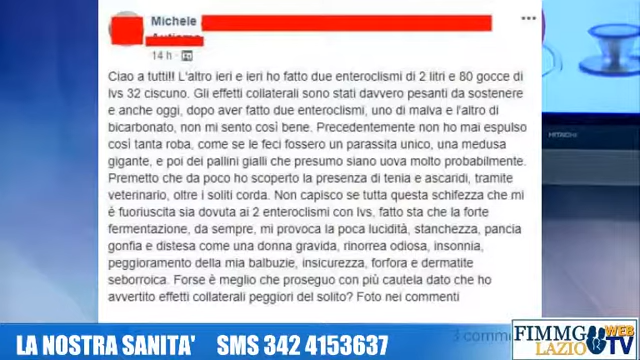 Michele
14 h
Ciao a tutti!! L'altro ieri e ieri ho fatto due enteroclismi di 2 litri e 80 gocce di
lvs 32 ciscuno. Gli effetti collaterali sono stati davvero pesanti da sostenere
e anche oggi, dopo aver fatto due enteroclismi, uno di malva e l'altro di
bicarbonato, non mi sento così bene. Precedentemente non ho mai espulso
così tanta roba, come se le feci fossero un parassita unico, una medusa
gigante, e poi dei pallini gialli che presumo siano uova molto probabilmente.
Premetto che da poco ho scoperto la presenza di tenia e ascaridi, tramite
veterinario, oltre i soliti corda. Non capisco se tutta questa schifezza che mi
è fuoriuscita sia dovuta ai 2 enteroclismi con lvs, fatto sta che la forte
fermentazione, da sempre, mi provoca la poca lucidità, stanchezza, pancia
gonfia e distesa come una donna gravida, rinorrea odiosa, insonnia,
peggioramento della mia balbuzie, insicurezza, forfora e dermatite
seborroica. Forse è meglio che proseguo con più cautela dato che ho
avvertito effetti collaterali peggiori del solito? Foto nei commenti
HITACHI
LA NOSTRA SANITA' SMS 342 4153637
FIMMG
LAZIO
WEB
TV